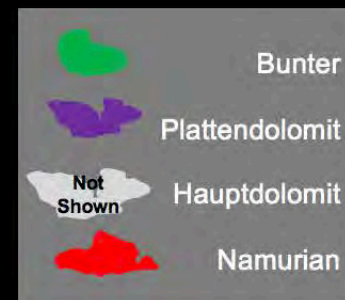 Bunter
Plattendolomit
Not
Shown
Hauptdolomit
Namurian